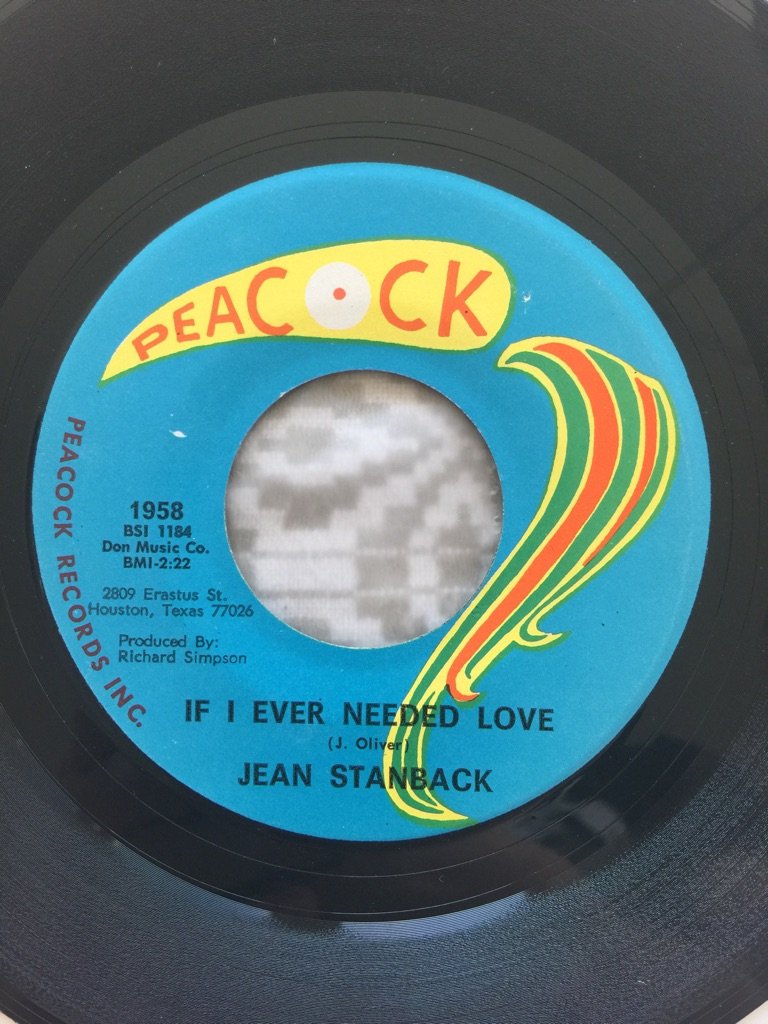 PEACOCK
PEACOCK RECORDS INC.
1958
BSI 1184
Don Music Co.
BMI-2:22
2809 Erastus St.
Houston, Texas 77026
Produced By:
Richard Simpson
IF I EVER NEEDED LOVE
(J. Oliver)
JEAN STANBACK